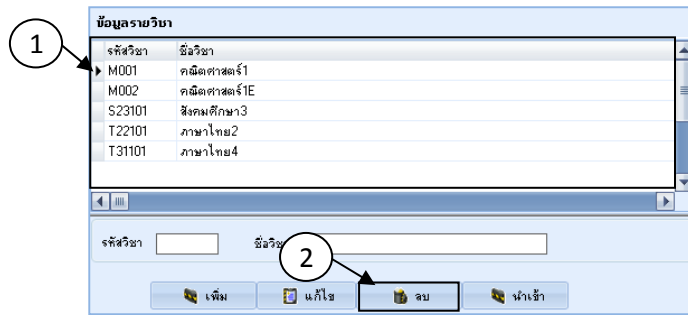 ข้อมูลรายวิชา
1
รหัสวิชา ชื่อวิชา
M001 คณิตศาสตร์1
M002 คณิตศาสตร์1E
S23101 สังคมศึกษา3
T22101 ภาษาไทย2
T31101 ภาษาไทย4
รหัสวิชา
2
เพิ่ม แก้ไข ลบ นำเข้า